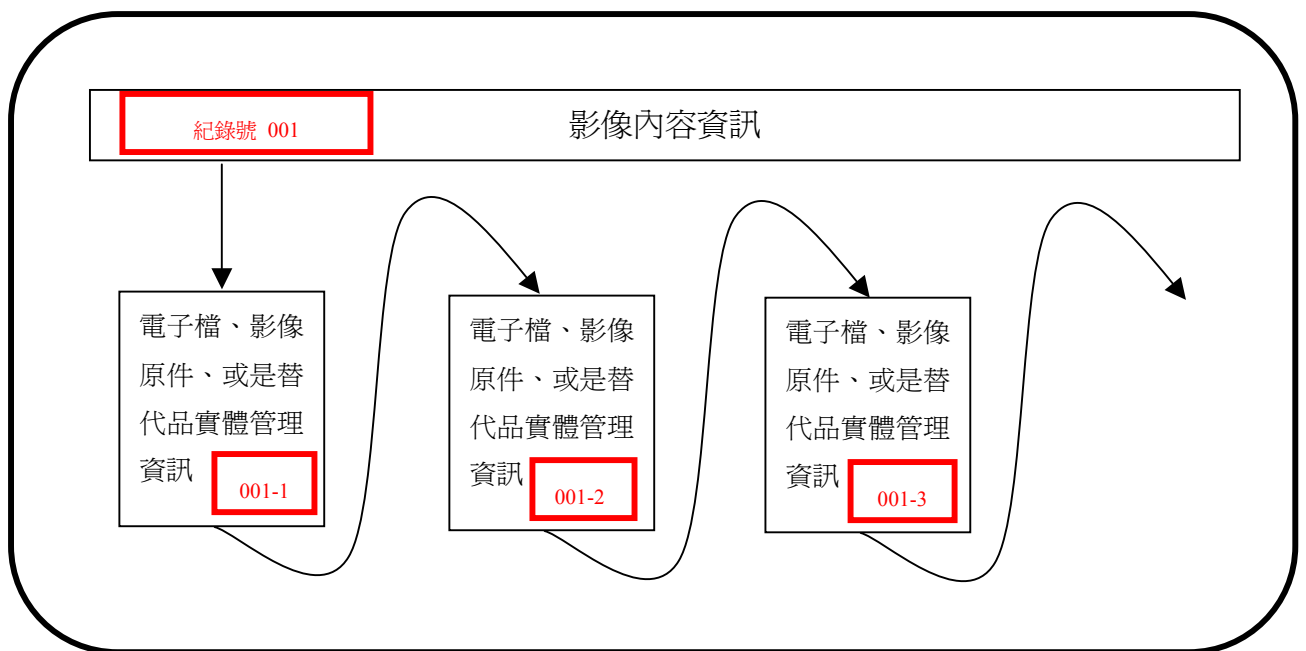 紀錄號 001 影像內容資訊
電子檔、影像
原件、或是替
代品實體管理
資訊 001-1
電子檔、影像
原件、或是替
代品實體管理
資訊 001-2
電子檔、影像
原件、或是替
代品實體管理
資訊 001-3